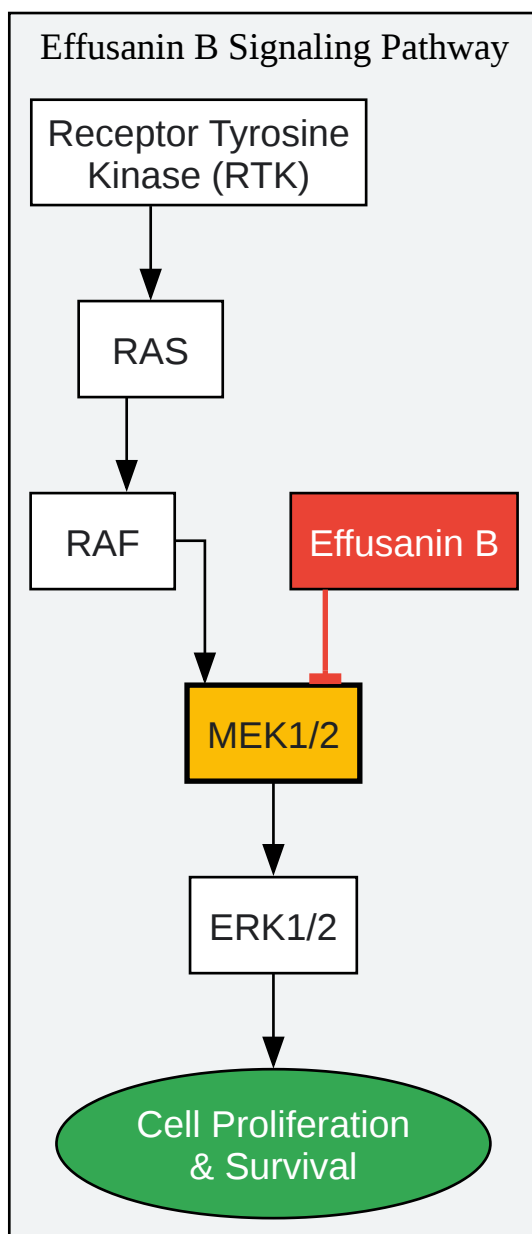 Effusanin B Signaling Pathway
Receptor Tyrosine
Kinase (RTK)
RAS
RAF
Effusanin B
MEK1/2
ERK1/2
Cell Proliferation
& Survival